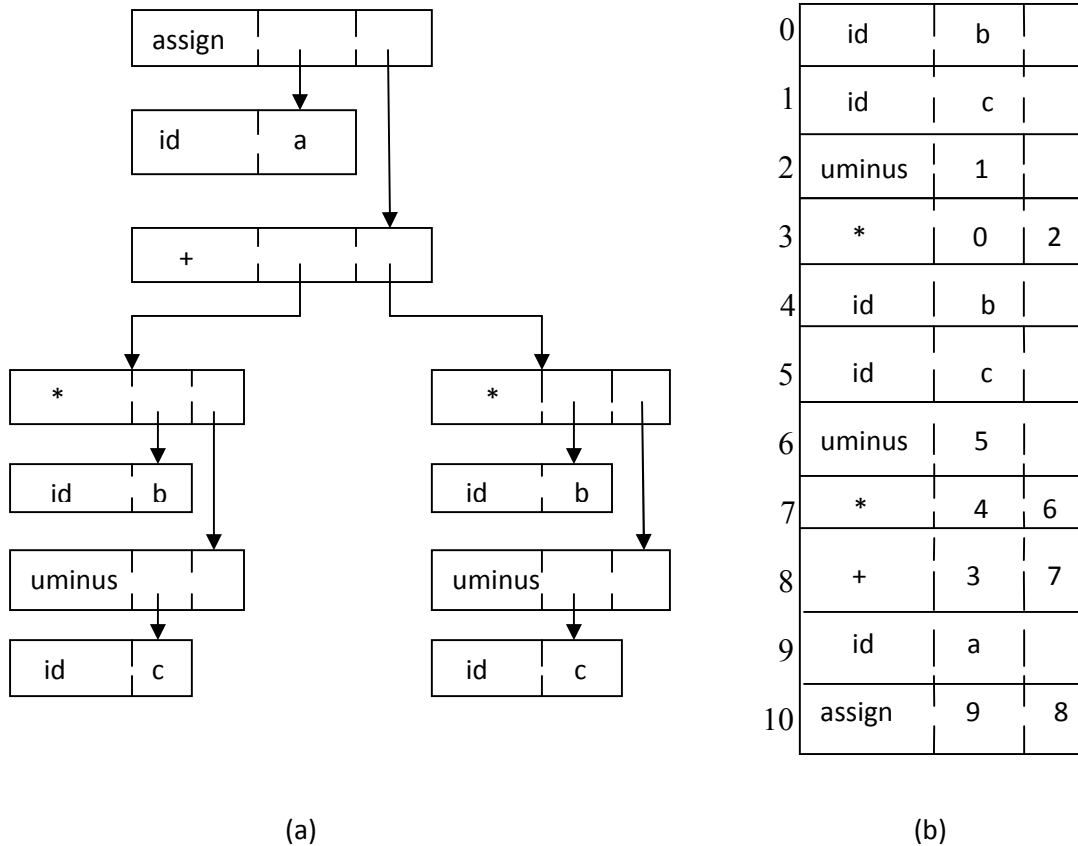 assign
id a
+
*
*
id b
id b
uminus
uminus
id c
id c
0 id b
1 id c
2 uminus 1
3 * 0 2
4 id b
5 id c
6 uminus 5
7 * 4 6
8 + 3 7
9 id a
10 assign 9 8
(a)
(b)